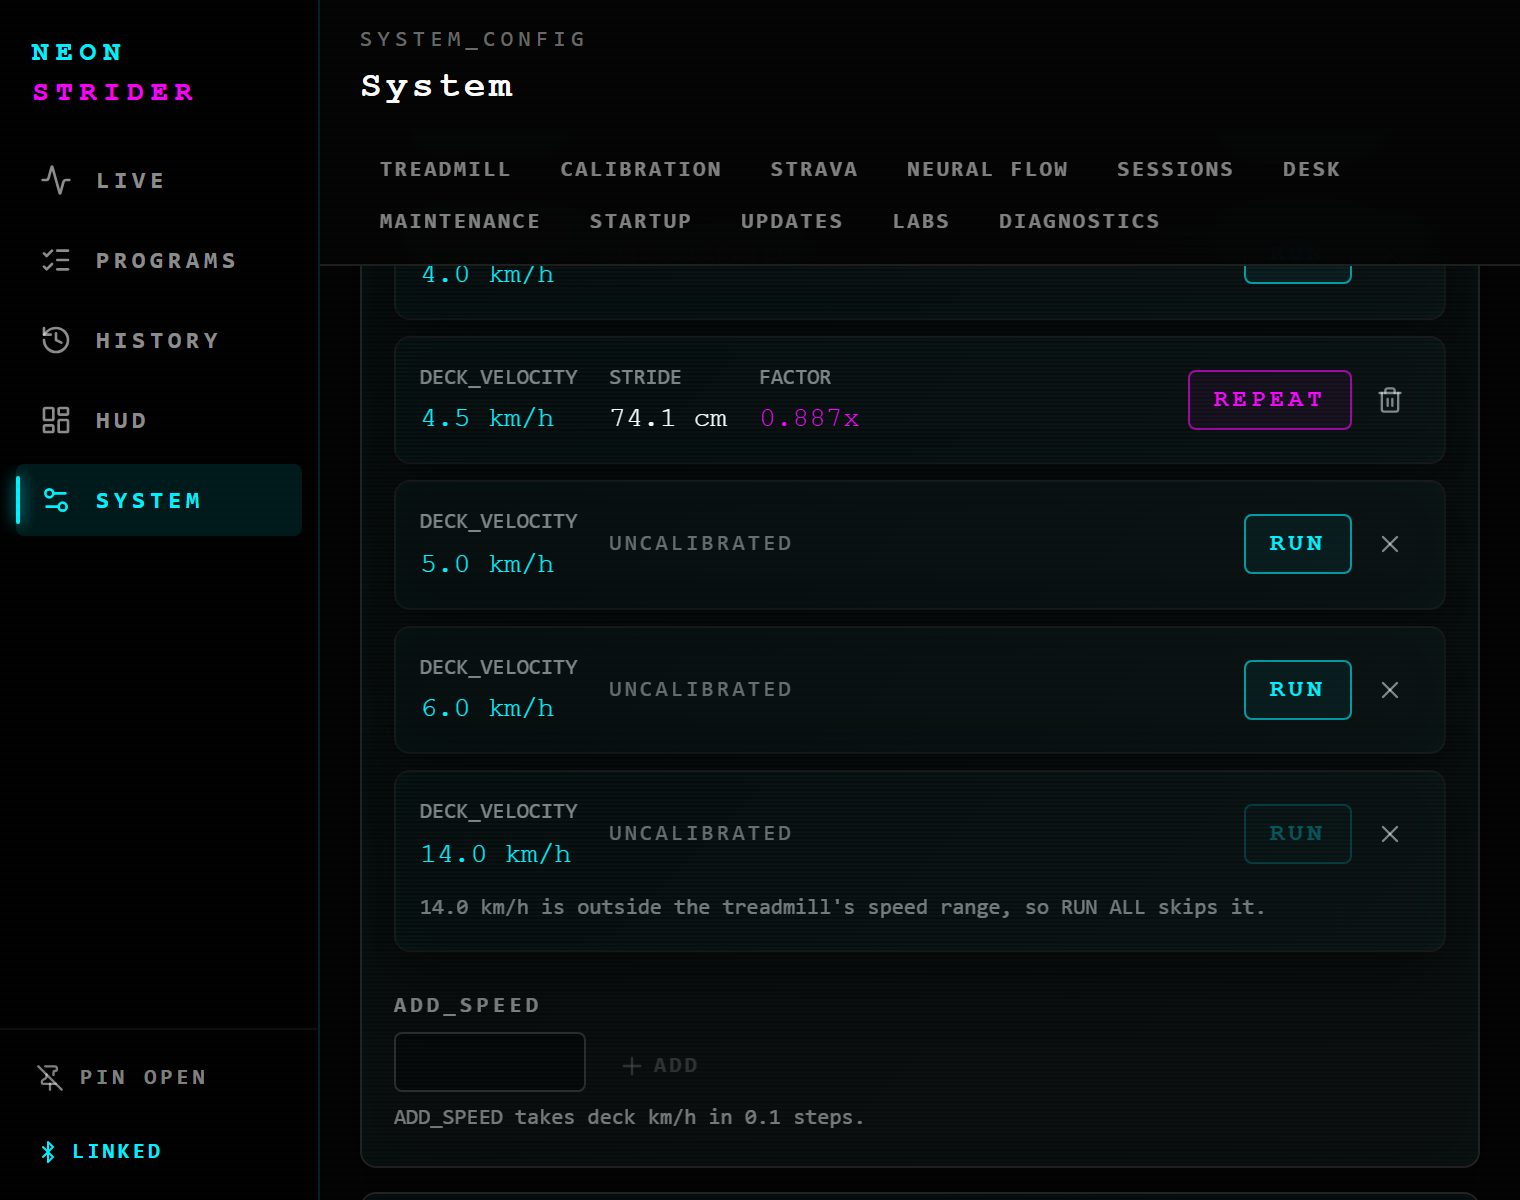 NEON
STRIDER
LIVE
PROGRAMS
HISTORY
HUD
SYSTEM
PIN OPEN
LINKED
SYSTEM_CONFIG
System
TREADMILL CALIBRATION STRAVA NEURAL FLOW SESSIONS DESK
MAINTENANCE STARTUP UPDATES LABS DIAGNOSTICS
4.0 km/h
DECK_VELOCITY STRIDE FACTOR
4.5 km/h 74.1 cm 0.887x
REPEAT
DECK_VELOCITY
5.0 km/h
UNCALIBRATED
RUN
DECK_VELOCITY
6.0 km/h
UNCALIBRATED
RUN
DECK_VELOCITY
14.0 km/h
UNCALIBRATED
RUN
14.0 km/h is outside the treadmill's speed range, so RUN ALL skips it.
ADD_SPEED
ADD
ADD_SPEED takes deck km/h in 0.1 steps.